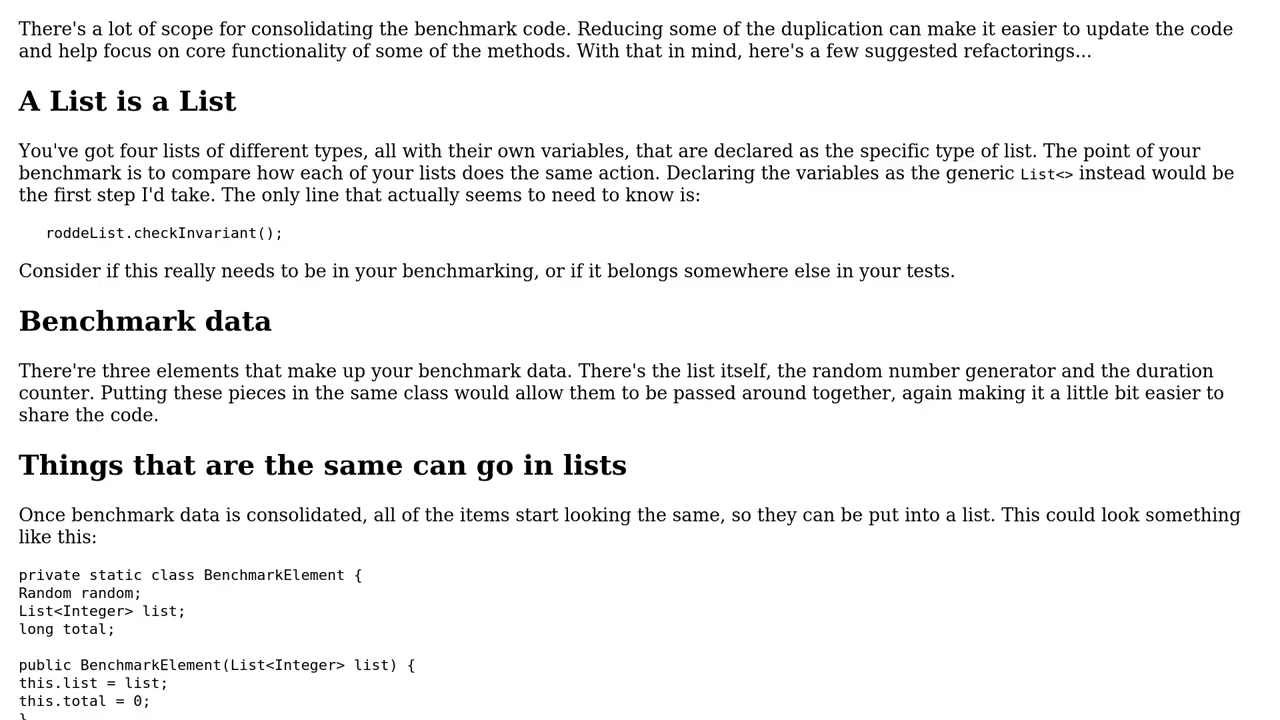 There's a lot of scope for consolidating the benchmark code. Reducing some of the duplication can make it easier to update the code
and help focus on core functionality of some of the methods. With that in mind, here's a few suggested refactorings...
A List is a List
You've got four lists of different types, all with their own variables, that are declared as the specific type of list. The point of your
benchmark is to compare how each of your lists does the same action. Declaring the variables as the generic List<> instead would be
the first step I'd take. The only line that actually seems to need to know is:
roddeList.checkInvariant();
Consider if this really needs to be in your benchmarking, or if it belongs somewhere else in your tests.
Benchmark data
There're three elements that make up your benchmark data. There's the list itself, the random number generator and the duration
counter. Putting these pieces in the same class would allow them to be passed around together, again making it a little bit easier to
share the code.
Things that are the same can go in lists
Once benchmark data is consolidated, all of the items start looking the same, so they can be put into a list. This could look something
like this:
private static class BenchmarkElement {
Random random;
List<Integer> list;
long total;
public BenchmarkElement(List<Integer> list) {
this.list = list;
this.total = 0;
}